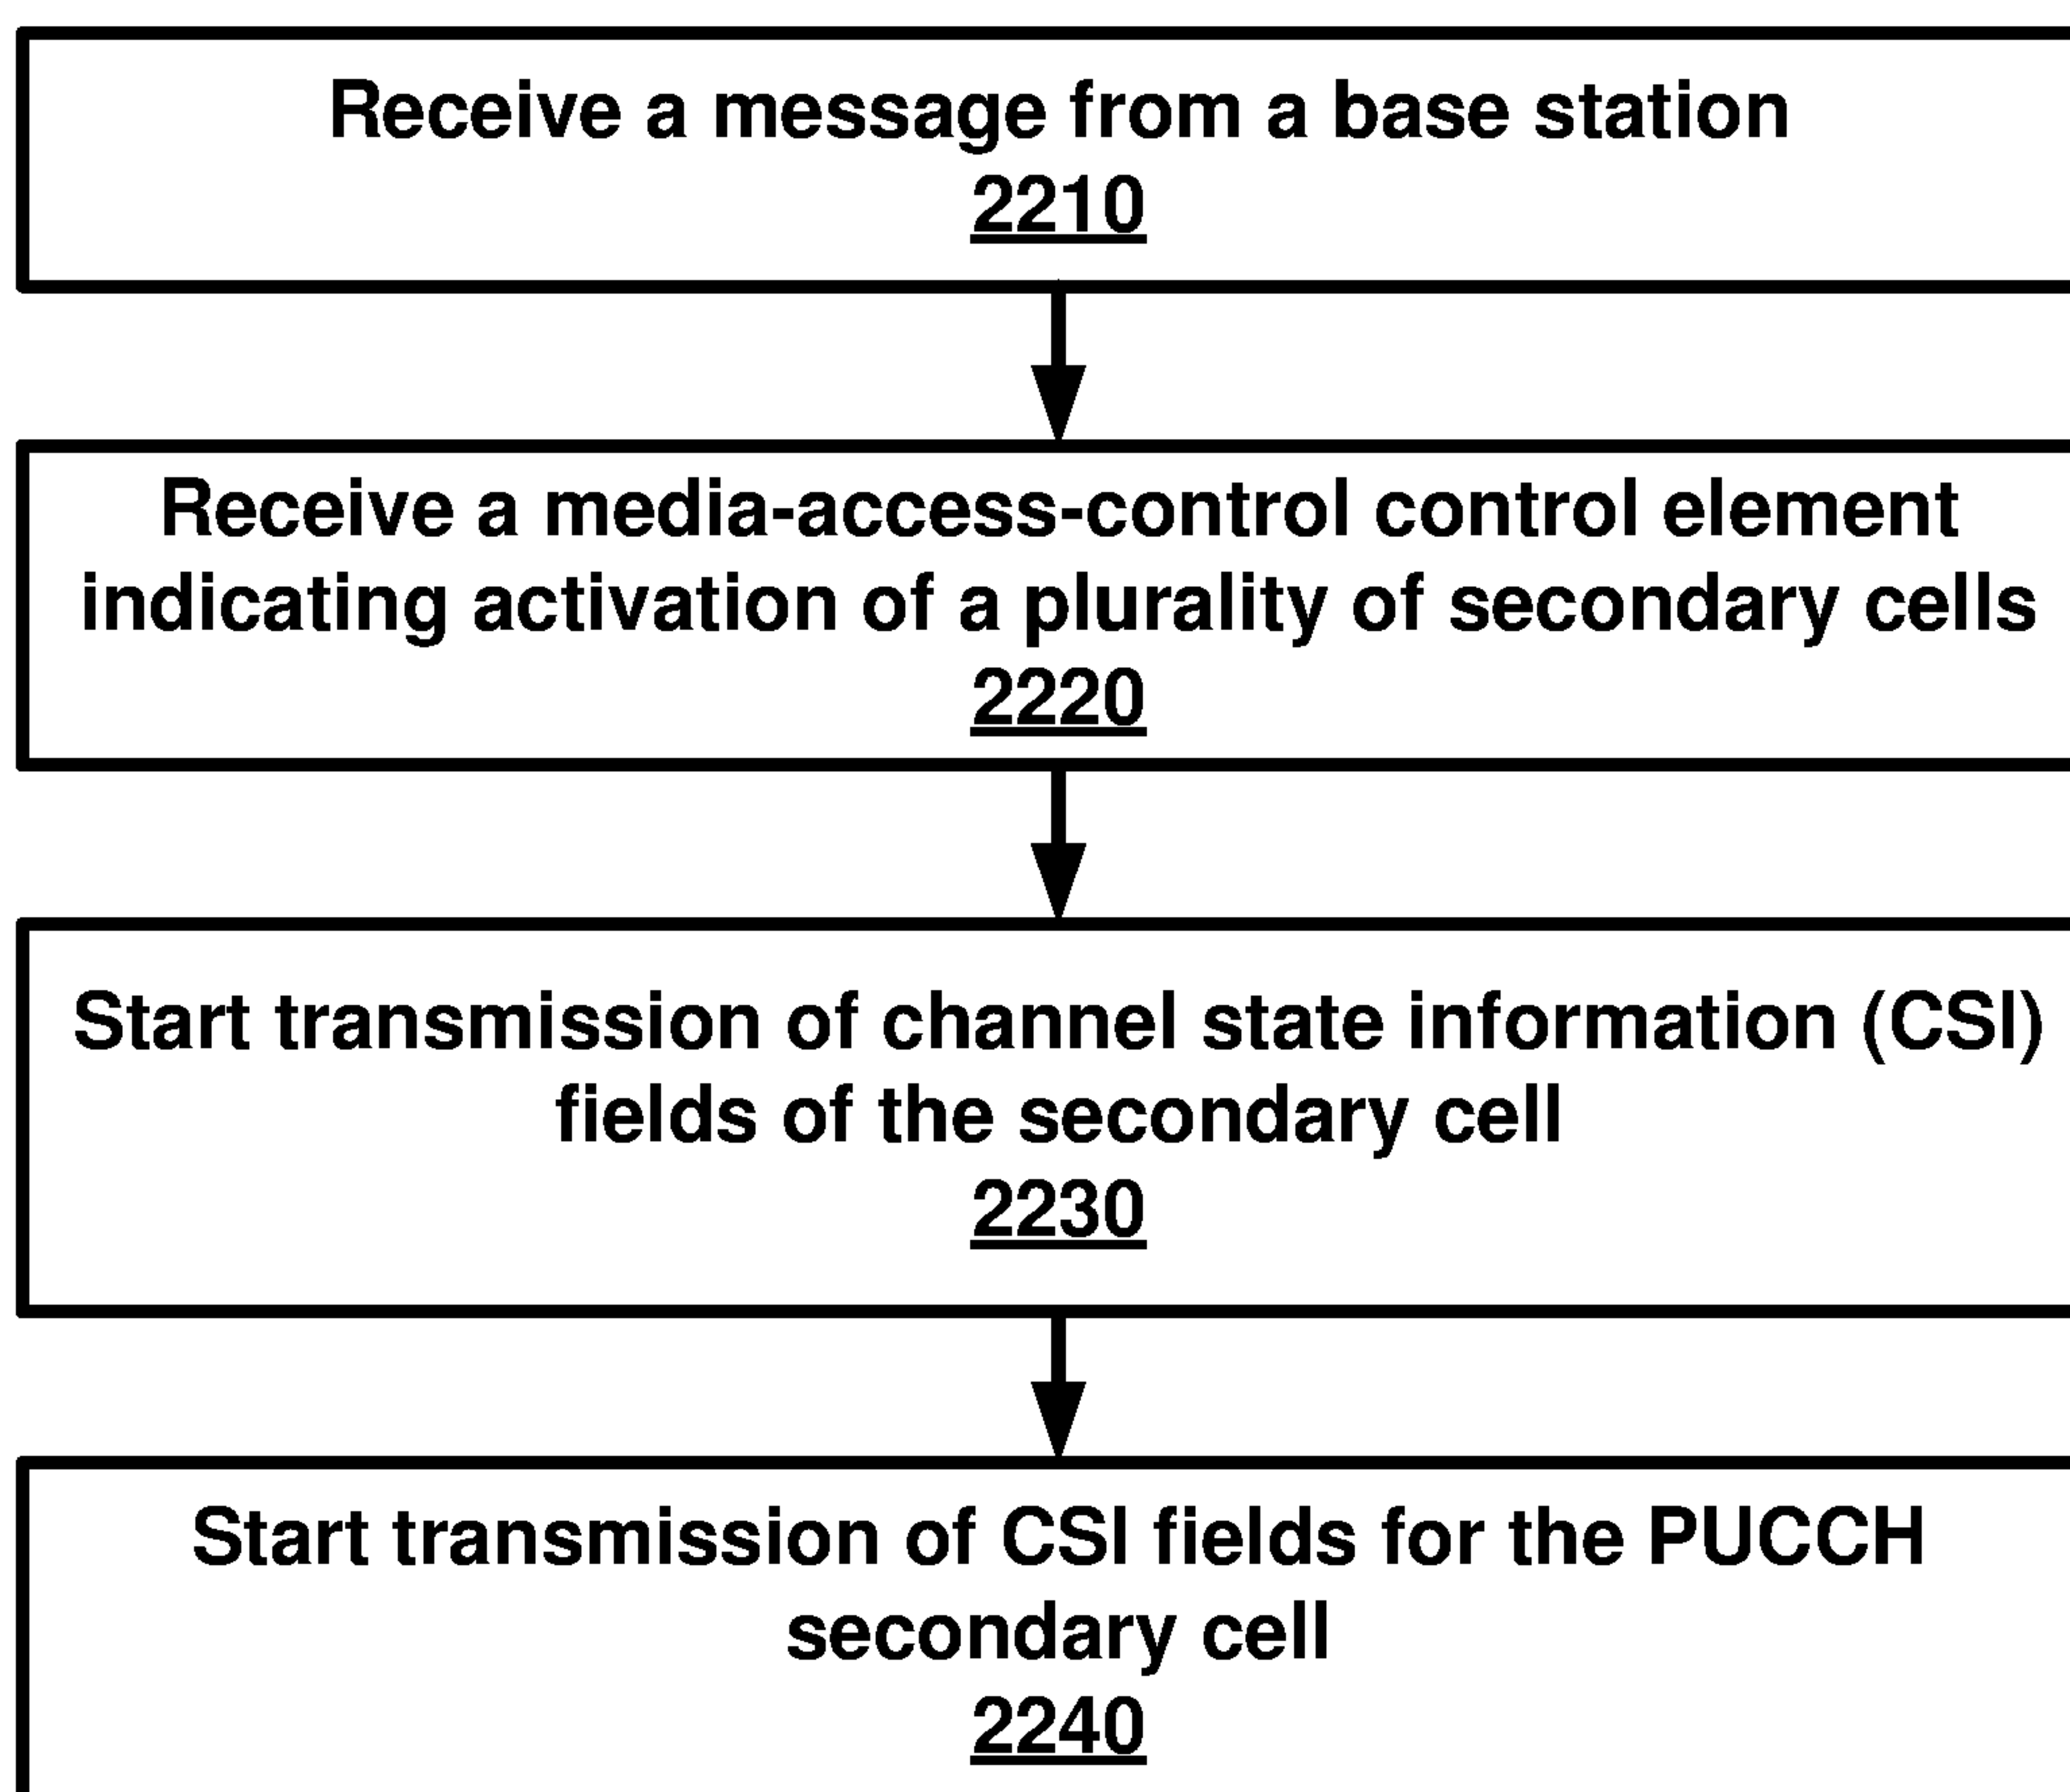 Receive a message from a base station
2210
Receive a media-access-control control element
indicating activation of a plurality of secondary cells
2220
Start transmission of channel state information (CSI)
fields of the secondary cell
2230
Start transmission of CSI fields for the PUCCH
secondary cell
2240